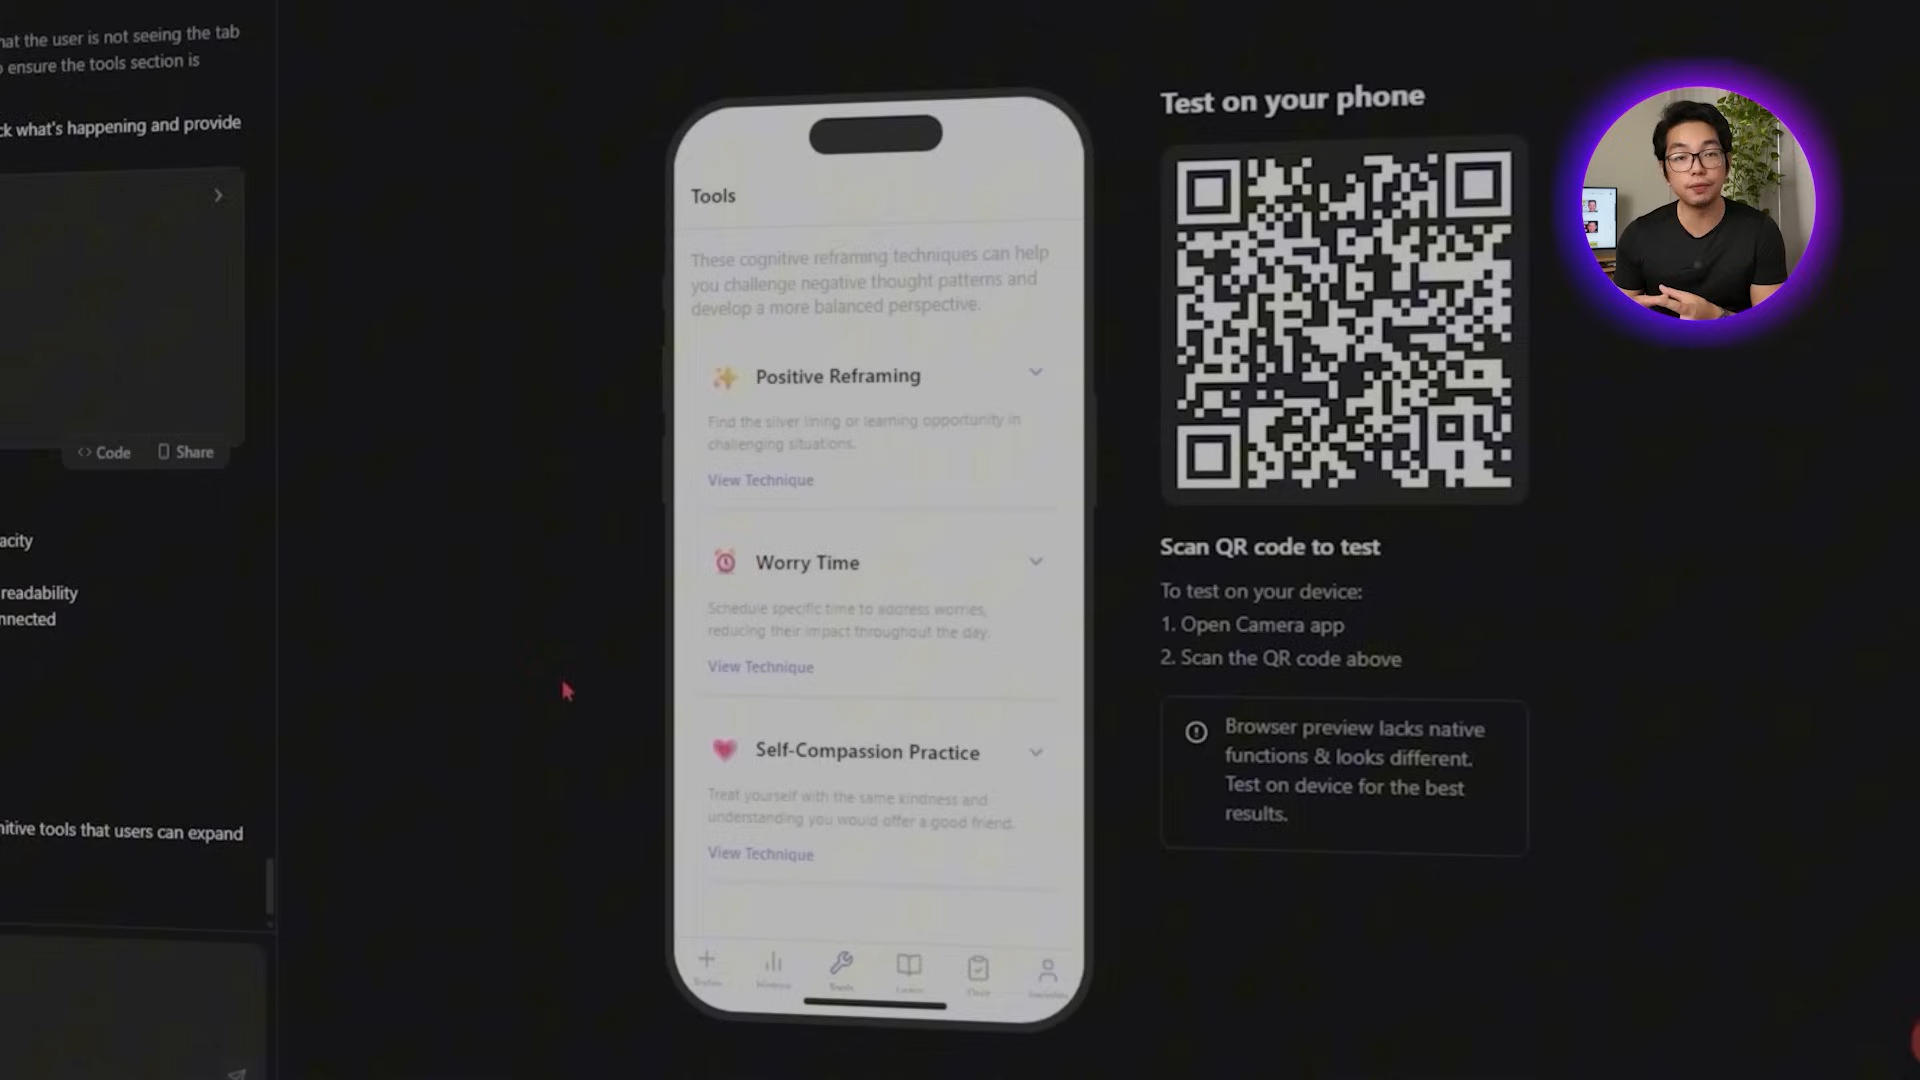 hat the user is not seeing the tab
o ensure the tools section is
ck what's happening and provide
Code
Share
acity
readability
nnected
nitive tools that users can expand
Tools
These cognitive reframing techniques can help
you challenge negative thought patterns and
develop a more balanced perspective.
Positive Reframing
Find the silver lining or learning opportunity in
challenging situations.
View Technique
Worry Time
Schedule specific time to address worries,
reducing their impact throughout the day.
View Technique
Self-Compassion Practice
Treat yourself with the same kindness and
understanding you would offer a good friend.
View Technique
Tools
Learn
Test on your phone
Scan QR code to test
To test on your device:
1. Open Camera app
2. Scan the QR code above
Browser preview lacks native
functions & looks different.
Test on device for the best
results.